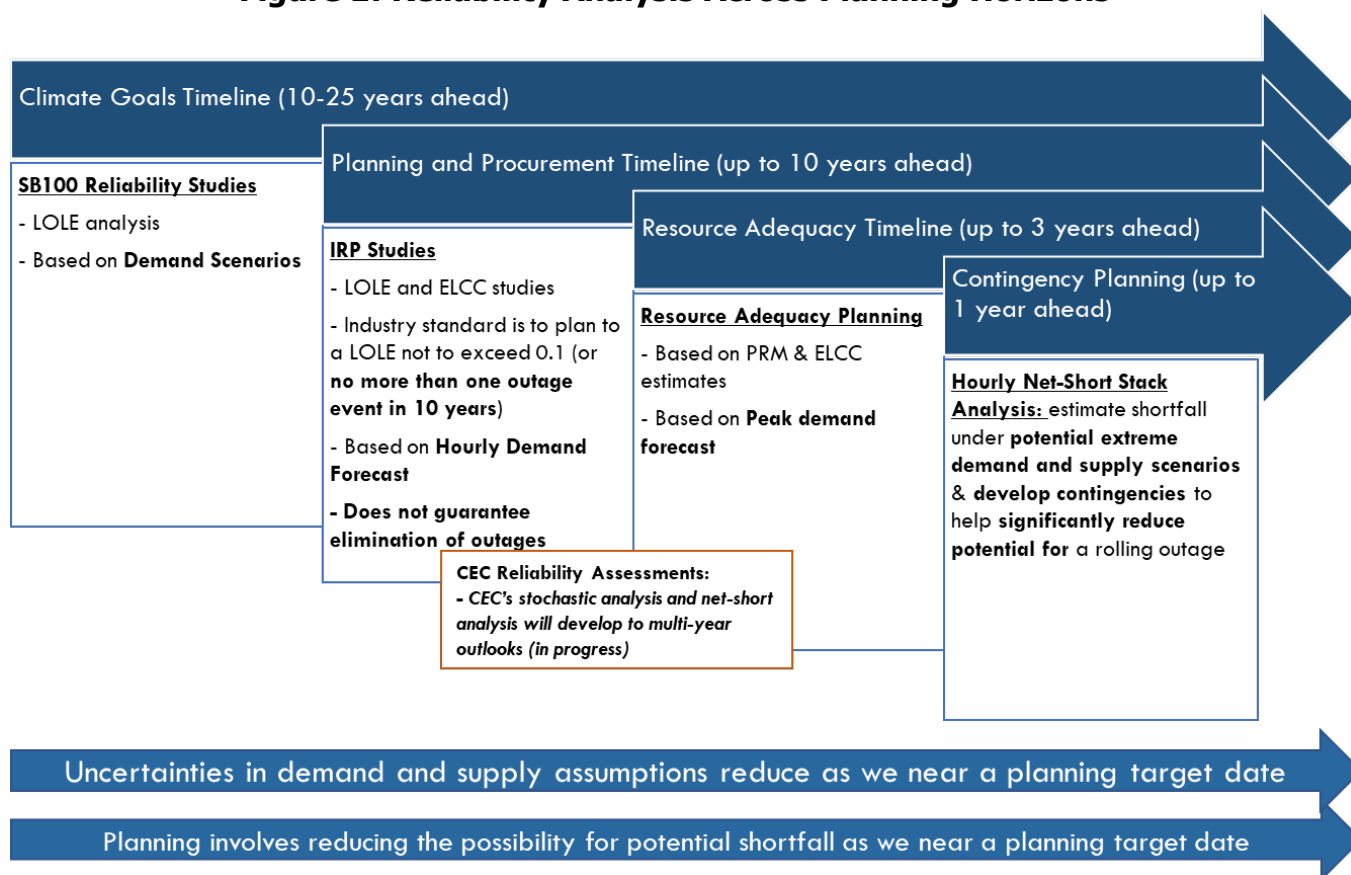 Figure 2: Reliability Analysis Across Planning Horizons
Climate Goals Timeline (10-25 years ahead)
SB100 Reliability Studies
- LOLE analysis
- Based on Demand Scenarios
Planning and Procurement Timeline (up to 10 years ahead)
IRP Studies
- LOLE and ELCC studies
- Industry standard is to plan to
a LOLE not to exceed 0.1 (or
no more than one outage
event in 10 years)
- Based on Hourly Demand
Forecast
- Does not guarantee
elimination of outages
Resource Adequacy Timeline (up to 3 years ahead)
Resource Adequacy Planning
- Based on PRM & ELCC
estimates
- Based on Peak demand
forecast
Contingency Planning (up to
1 year ahead)
Hourly Net-Short Stack
Analysis: estimate shortfall
under potential extreme
demand and supply scenarios
& develop contingencies to
help significantly reduce
potential for a rolling outage
CEC Reliability Assessments:
- CEC's stochastic analysis and net-short
analysis will develop to multi-year
outlooks (in progress)
Uncertainties in demand and supply assumptions reduce as we near a planning target date
Planning involves reducing the possibility for potential shortfall as we near a planning target date